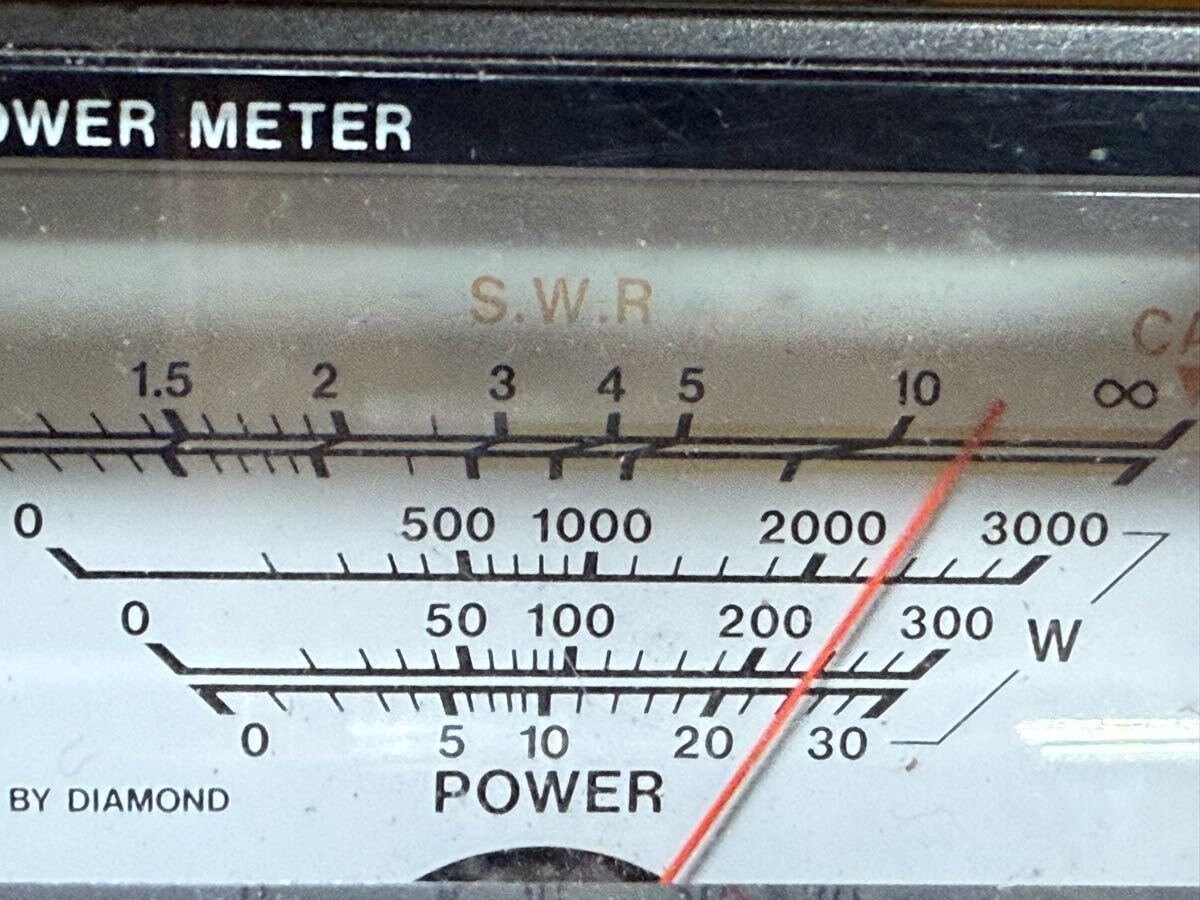 OWER METER
S.W.R
CA
1.5 2 3 4 5 10 ∞
0 500 1000 2000 3000
0 50 100 200 300 W
0 5 10 20 30
BY DIAMOND POWER